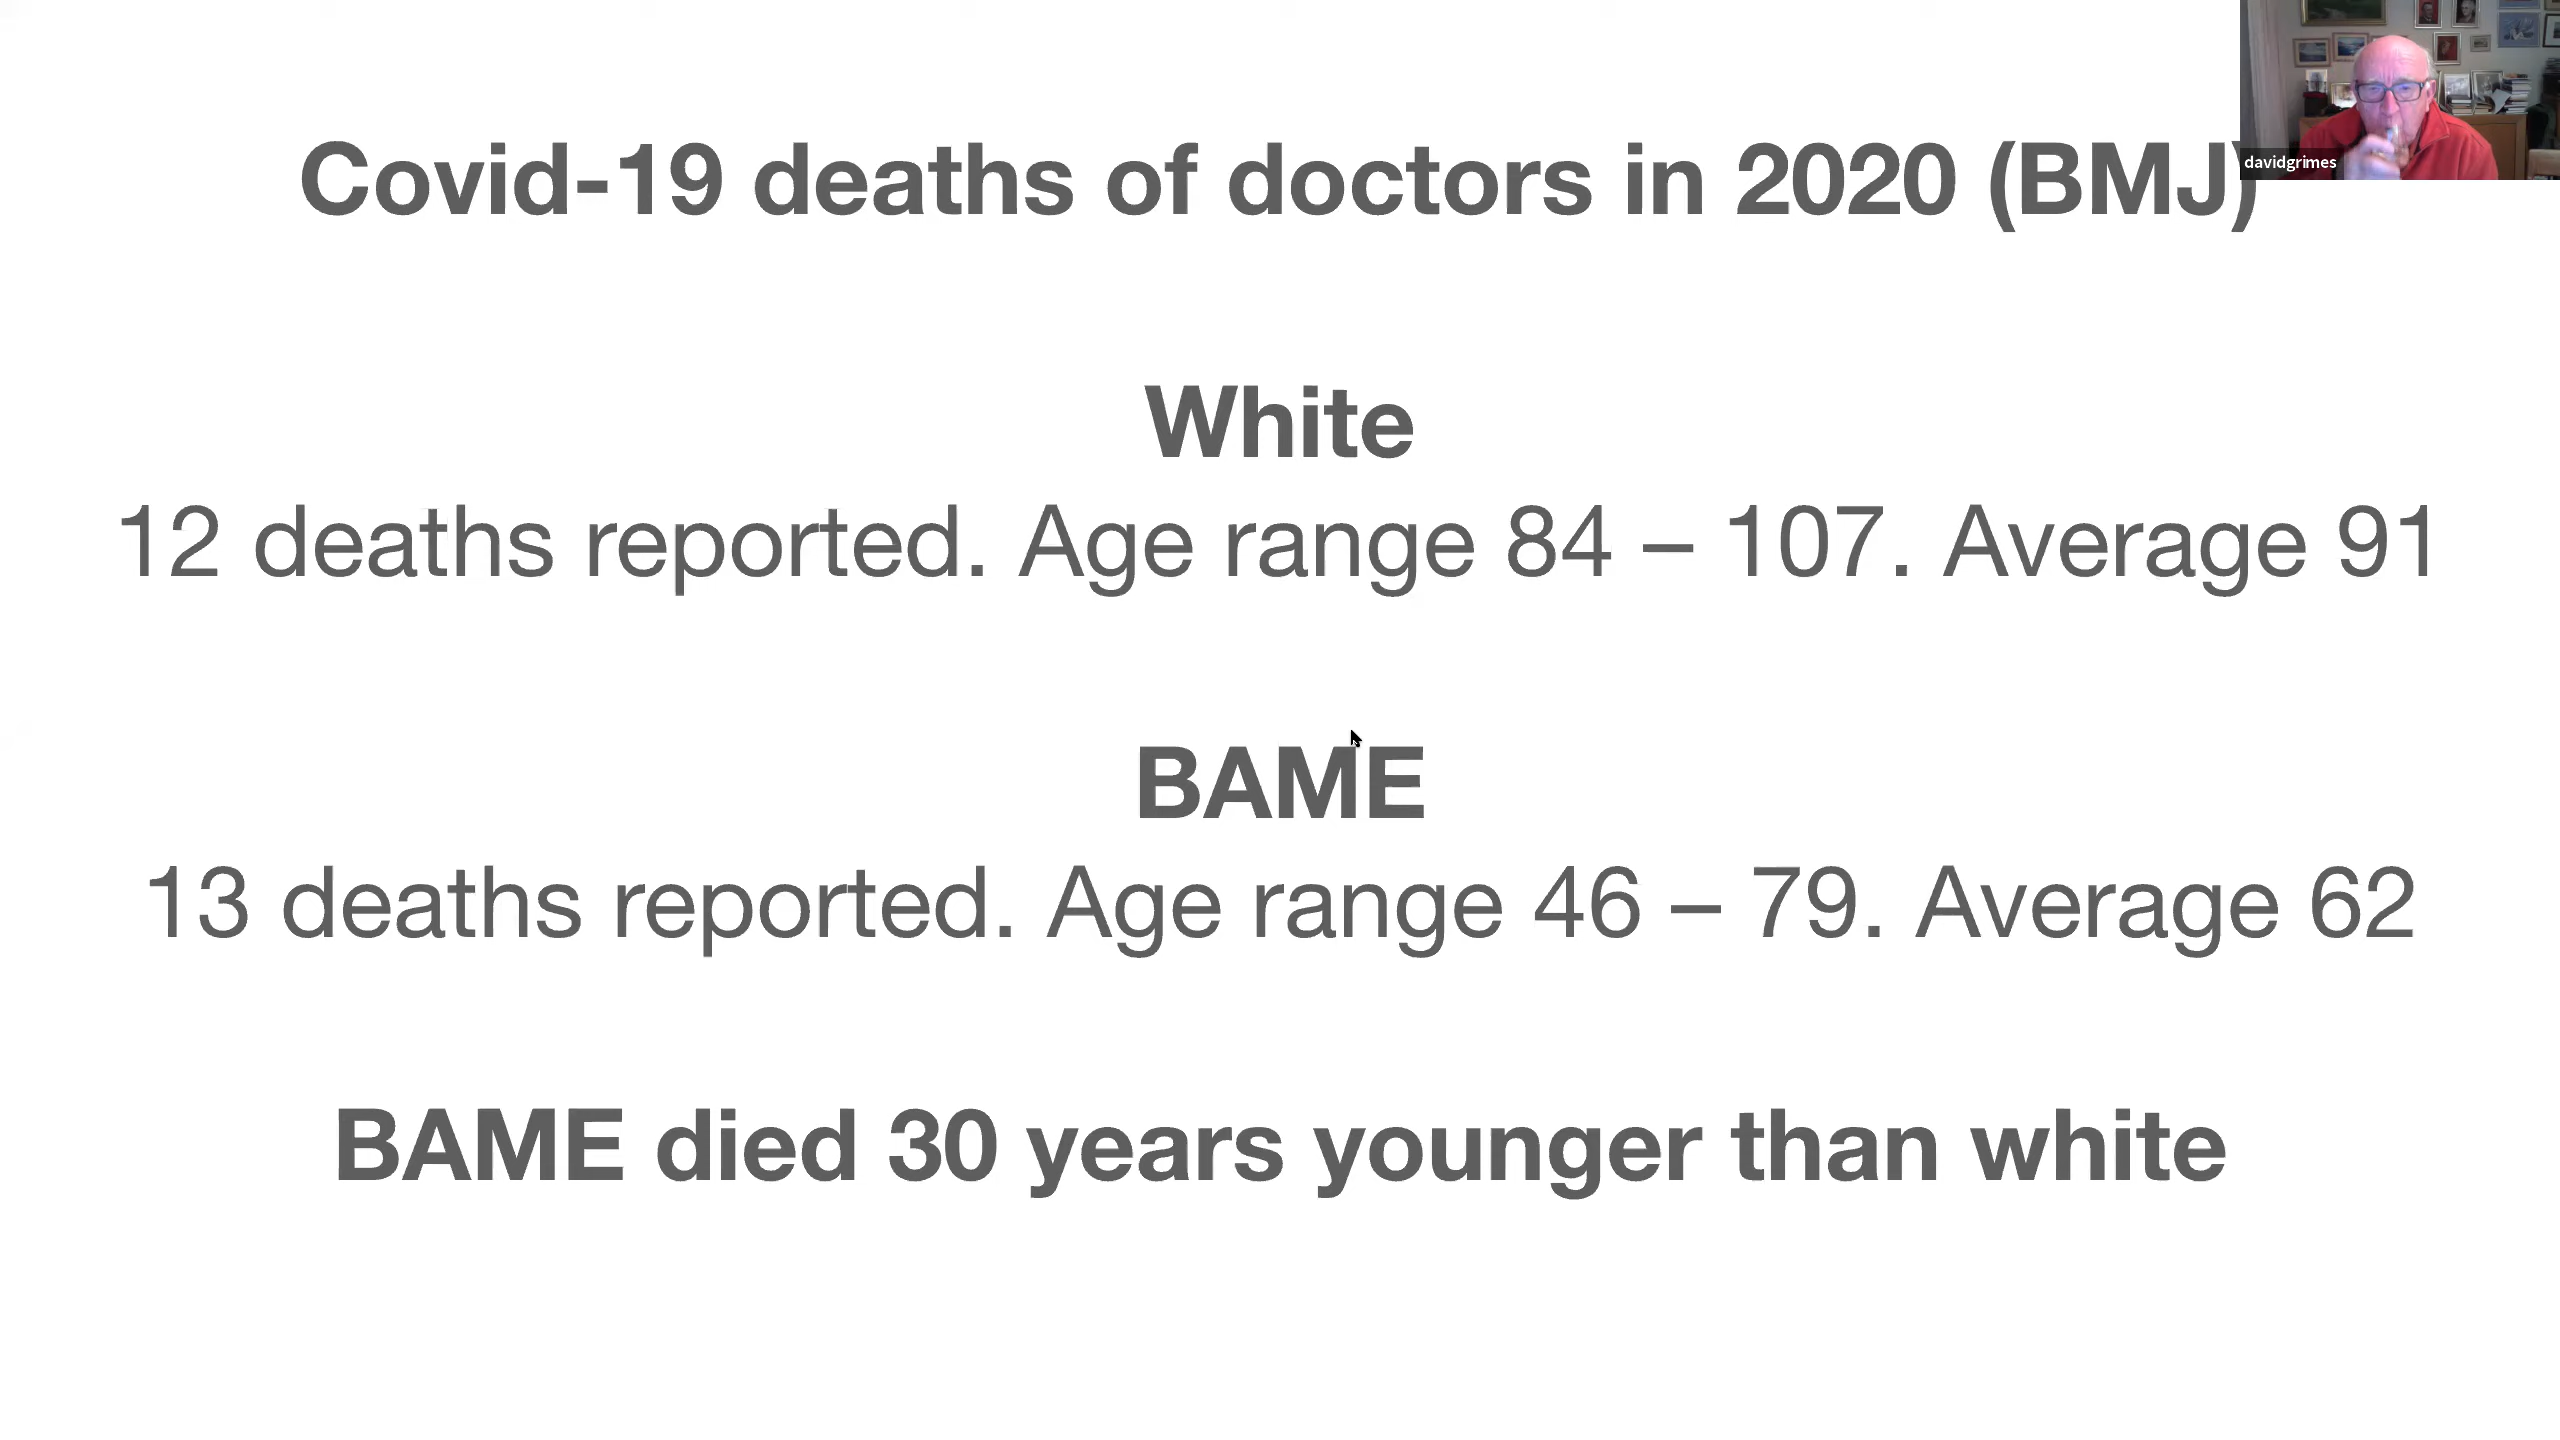 Covid-19 deaths of doctors in 2020 (BMJ)
davidgrimes
White
12 deaths reported. Age range 84 – 107. Average 91
BAME
13 deaths reported. Age range 46 – 79. Average 62
BAME died 30 years younger than white